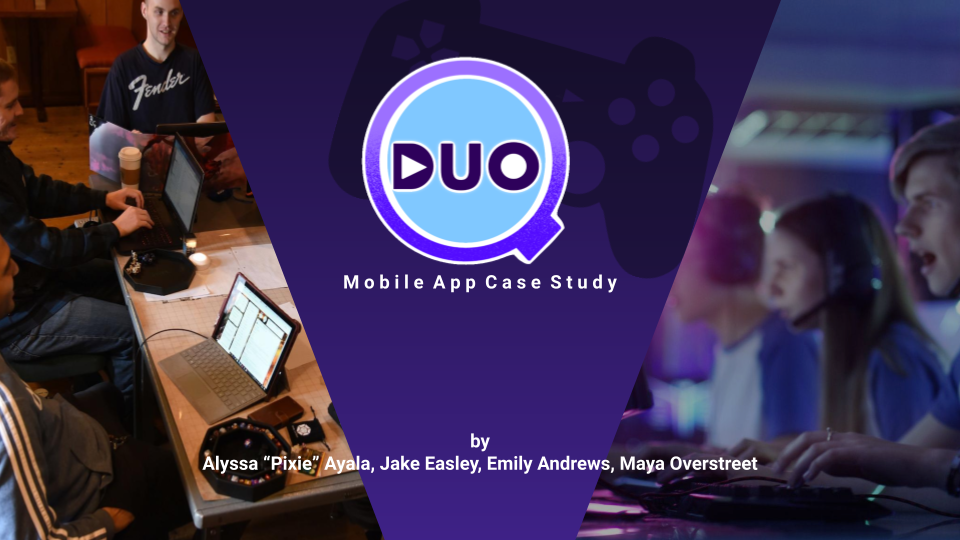 Fender
DUO
Mobile App Case Study
by
Alyssa “Pixie” Ayala, Jake Easley, Emily Andrews, Maya Overstreet